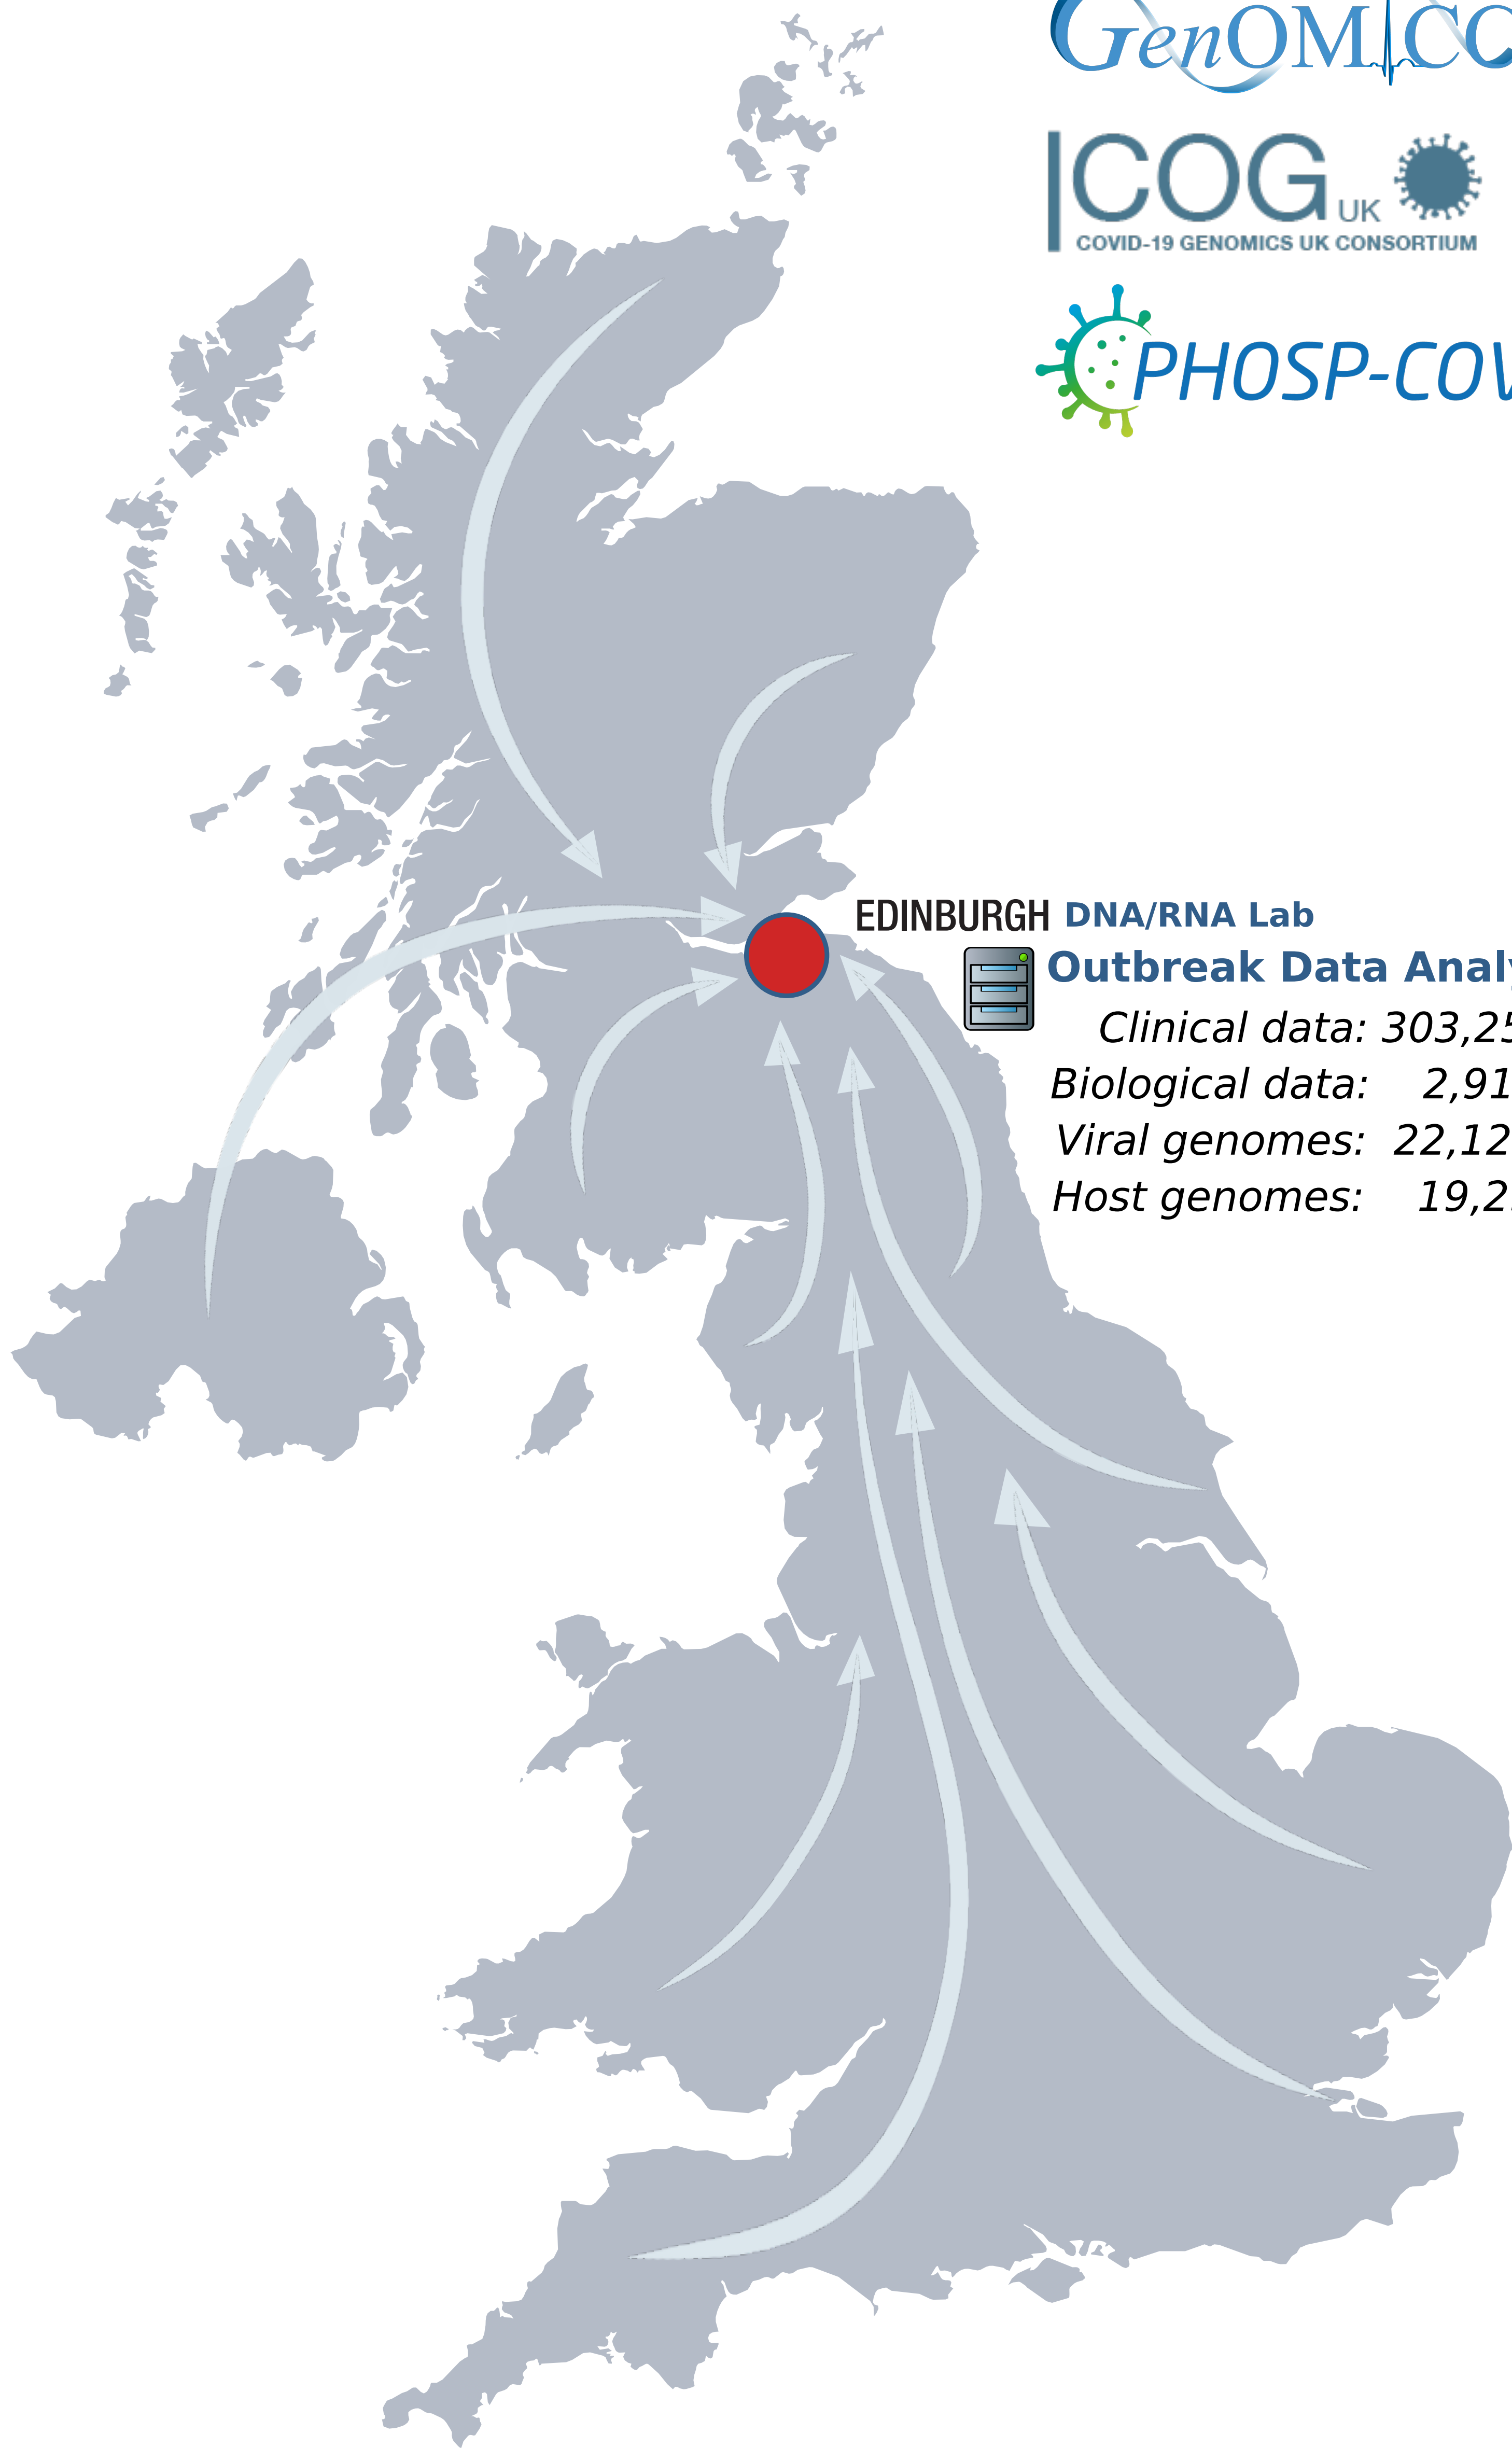 GenOMICC
COG UK
COVID-19 GENOMICS UK CONSORTIUM
PHOSP-COV
EDINBURGH DNA/RNA Lab
Outbreak Data Analy
Clinical data: 303,25
Biological data: 2,91
Viral genomes: 22,12
Host genomes: 19,2